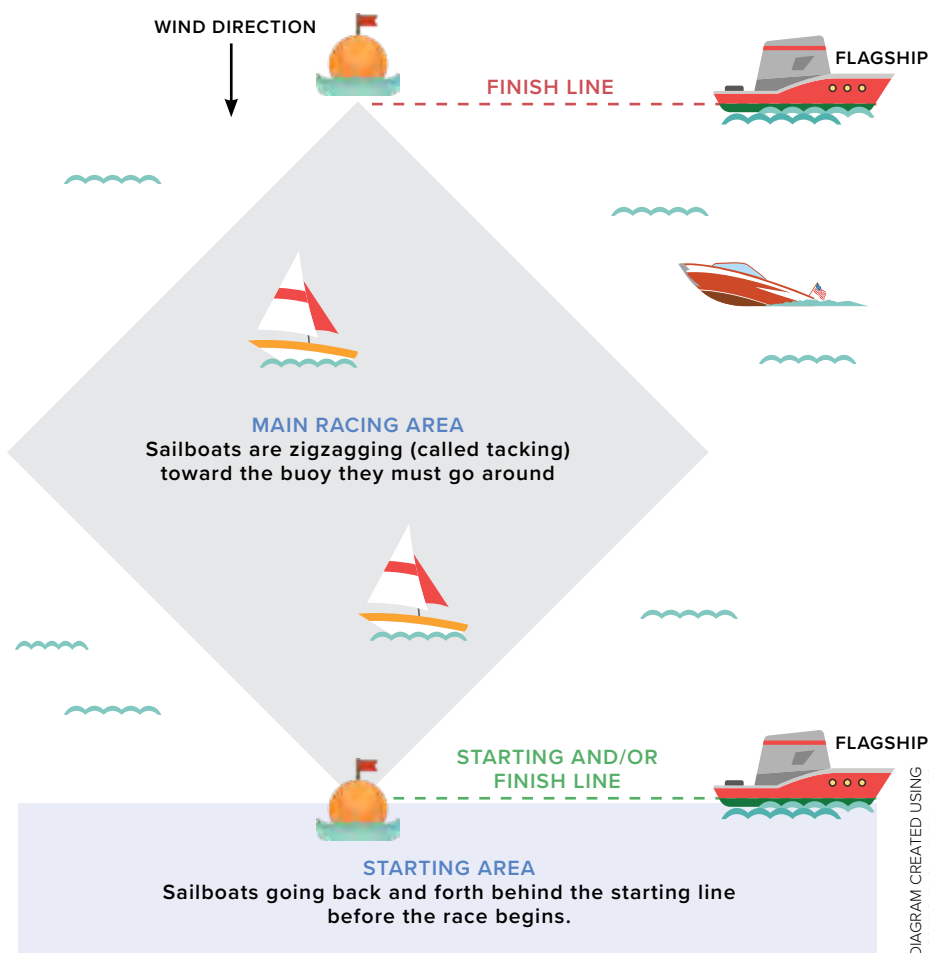 WIND DIRECTION
FLAGSHIP
FINISH LINE
MAIN RACING AREA
Sailboats are zigzagging (called tacking)
toward the buoy they must go around
STARTING AND/OR
FINISH LINE
FLAGSHIP
STARTING AREA
Sailboats going back and forth behind the starting line
before the race begins.
DIAGRAM CREATED USING